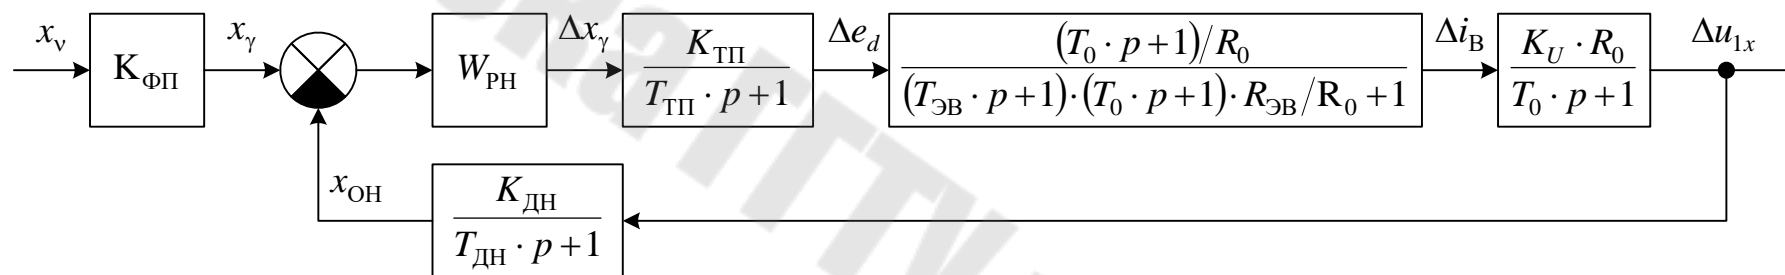 x_ν
K_ФП
x_γ
W_РН
Δx_γ
K_ТП
T_ТП · p + 1
Δe_d
(T_0 · p + 1)/R_0
(T_ЭВ · p + 1) · (T_0 · p + 1) · R_ЭВ/R_0 + 1
Δi_В
K_U · R_0
T_0 · p + 1
Δu_1x
x_ОН
K_ДН
T_ДН · p + 1